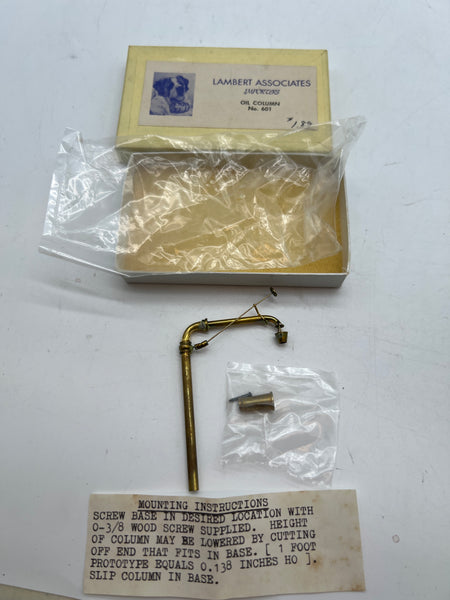 LAMBERT ASSOCIATES
IMPORTERS
OIL COLUMN
No. 601
MOUNTING INSTRUCTIONS
SCREW BASE IN DESIRED LOCATION WITH
0-3/8 WOOD SCREW SUPPLIED. HEIGHT
OF COLUMN MAY BE LOWERED BY CUTTING
OFF END THAT FITS IN BASE. [ 1 FOOT
PROTOTYPE EQUALS 0.138 INCHES HO ]
SLIP COLUMN IN BASE.